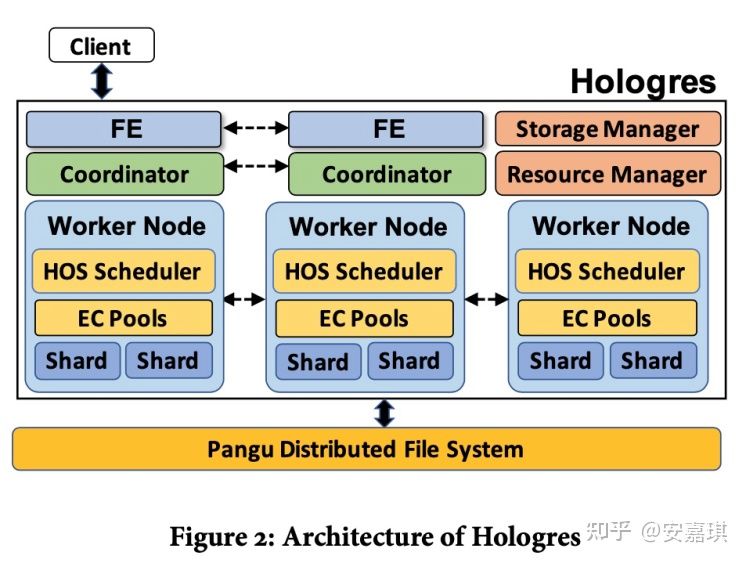 Client
Hologres
FE FE Storage Manager
Coordinator Coordinator Resource Manager
Worker Node Worker Node Worker Node
HOS Scheduler HOS Scheduler HOS Scheduler
EC Pools EC Pools EC Pools
Shard Shard Shard Shard Shard Shard
Pangu Distributed File System
Figure 2: Architecture of Hologres
知乎 @安嘉琪